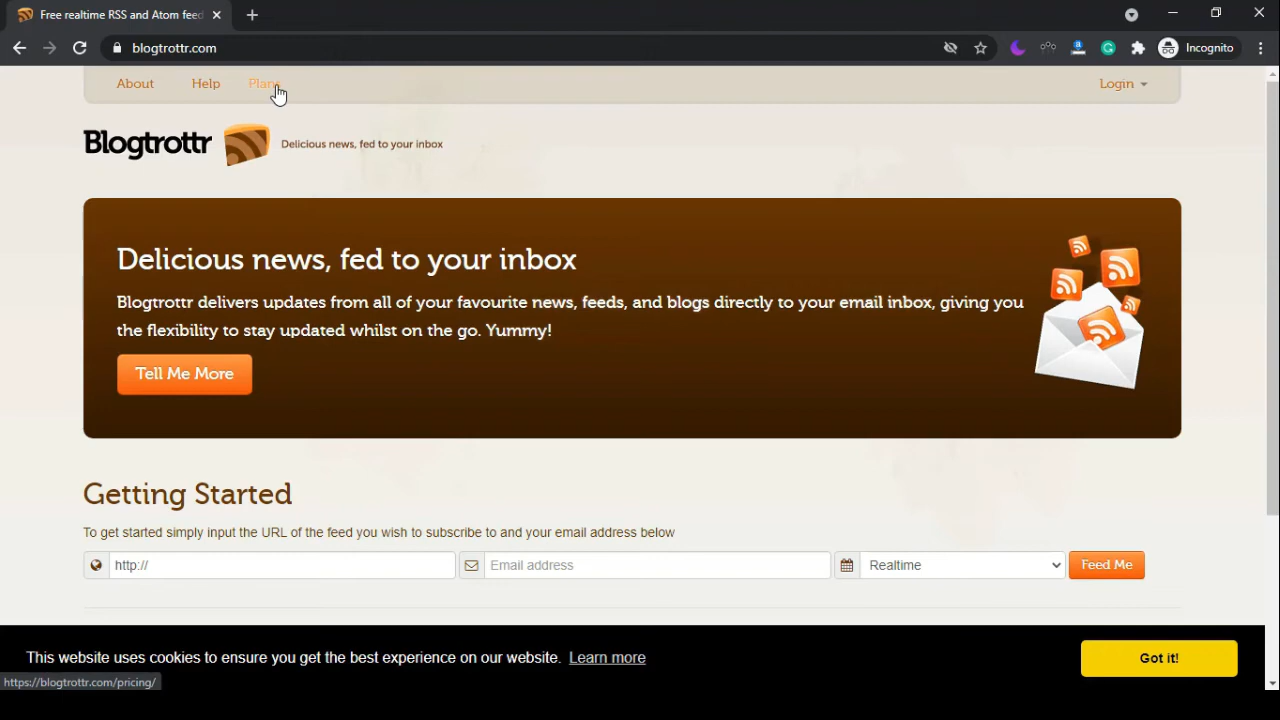 Free realtime RSS and Atom feed
blogtrottr.com
Incognito
About
Help
Plans
Login
Blogtrottr
Delicious news, fed to your inbox
Delicious news, fed to your inbox
Blogtrottr delivers updates from all of your favourite news, feeds, and blogs directly to your email inbox, giving you
the flexibility to stay updated whilst on the go. Yummy!
Tell Me More
Getting Started
To get started simply input the URL of the feed you wish to subscribe to and your email address below
http://
Email address
Realtime
Feed Me
This website uses cookies to ensure you get the best experience on our website. Learn more
Got it!
https://blogtrottr.com/pricing/